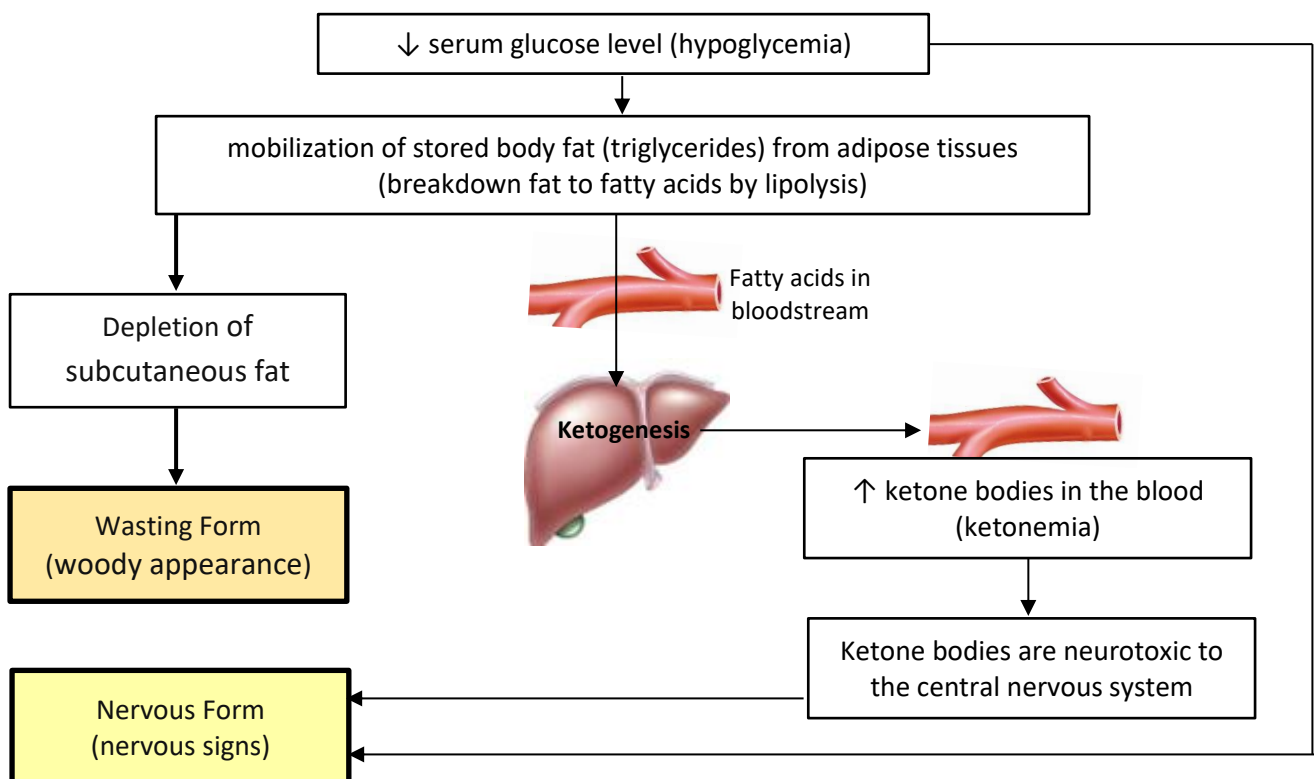 ↓ serum glucose level (hypoglycemia)
mobilization of stored body fat (triglycerides) from adipose tissues
(breakdown fat to fatty acids by lipolysis)
Fatty acids in
bloodstream
Depletion of
subcutaneous fat
Ketogenesis
Wasting Form
(woody appearance)
↑ ketone bodies in the blood
(ketonemia)
Ketone bodies are neurotoxic to
the central nervous system
Nervous Form
(nervous signs)